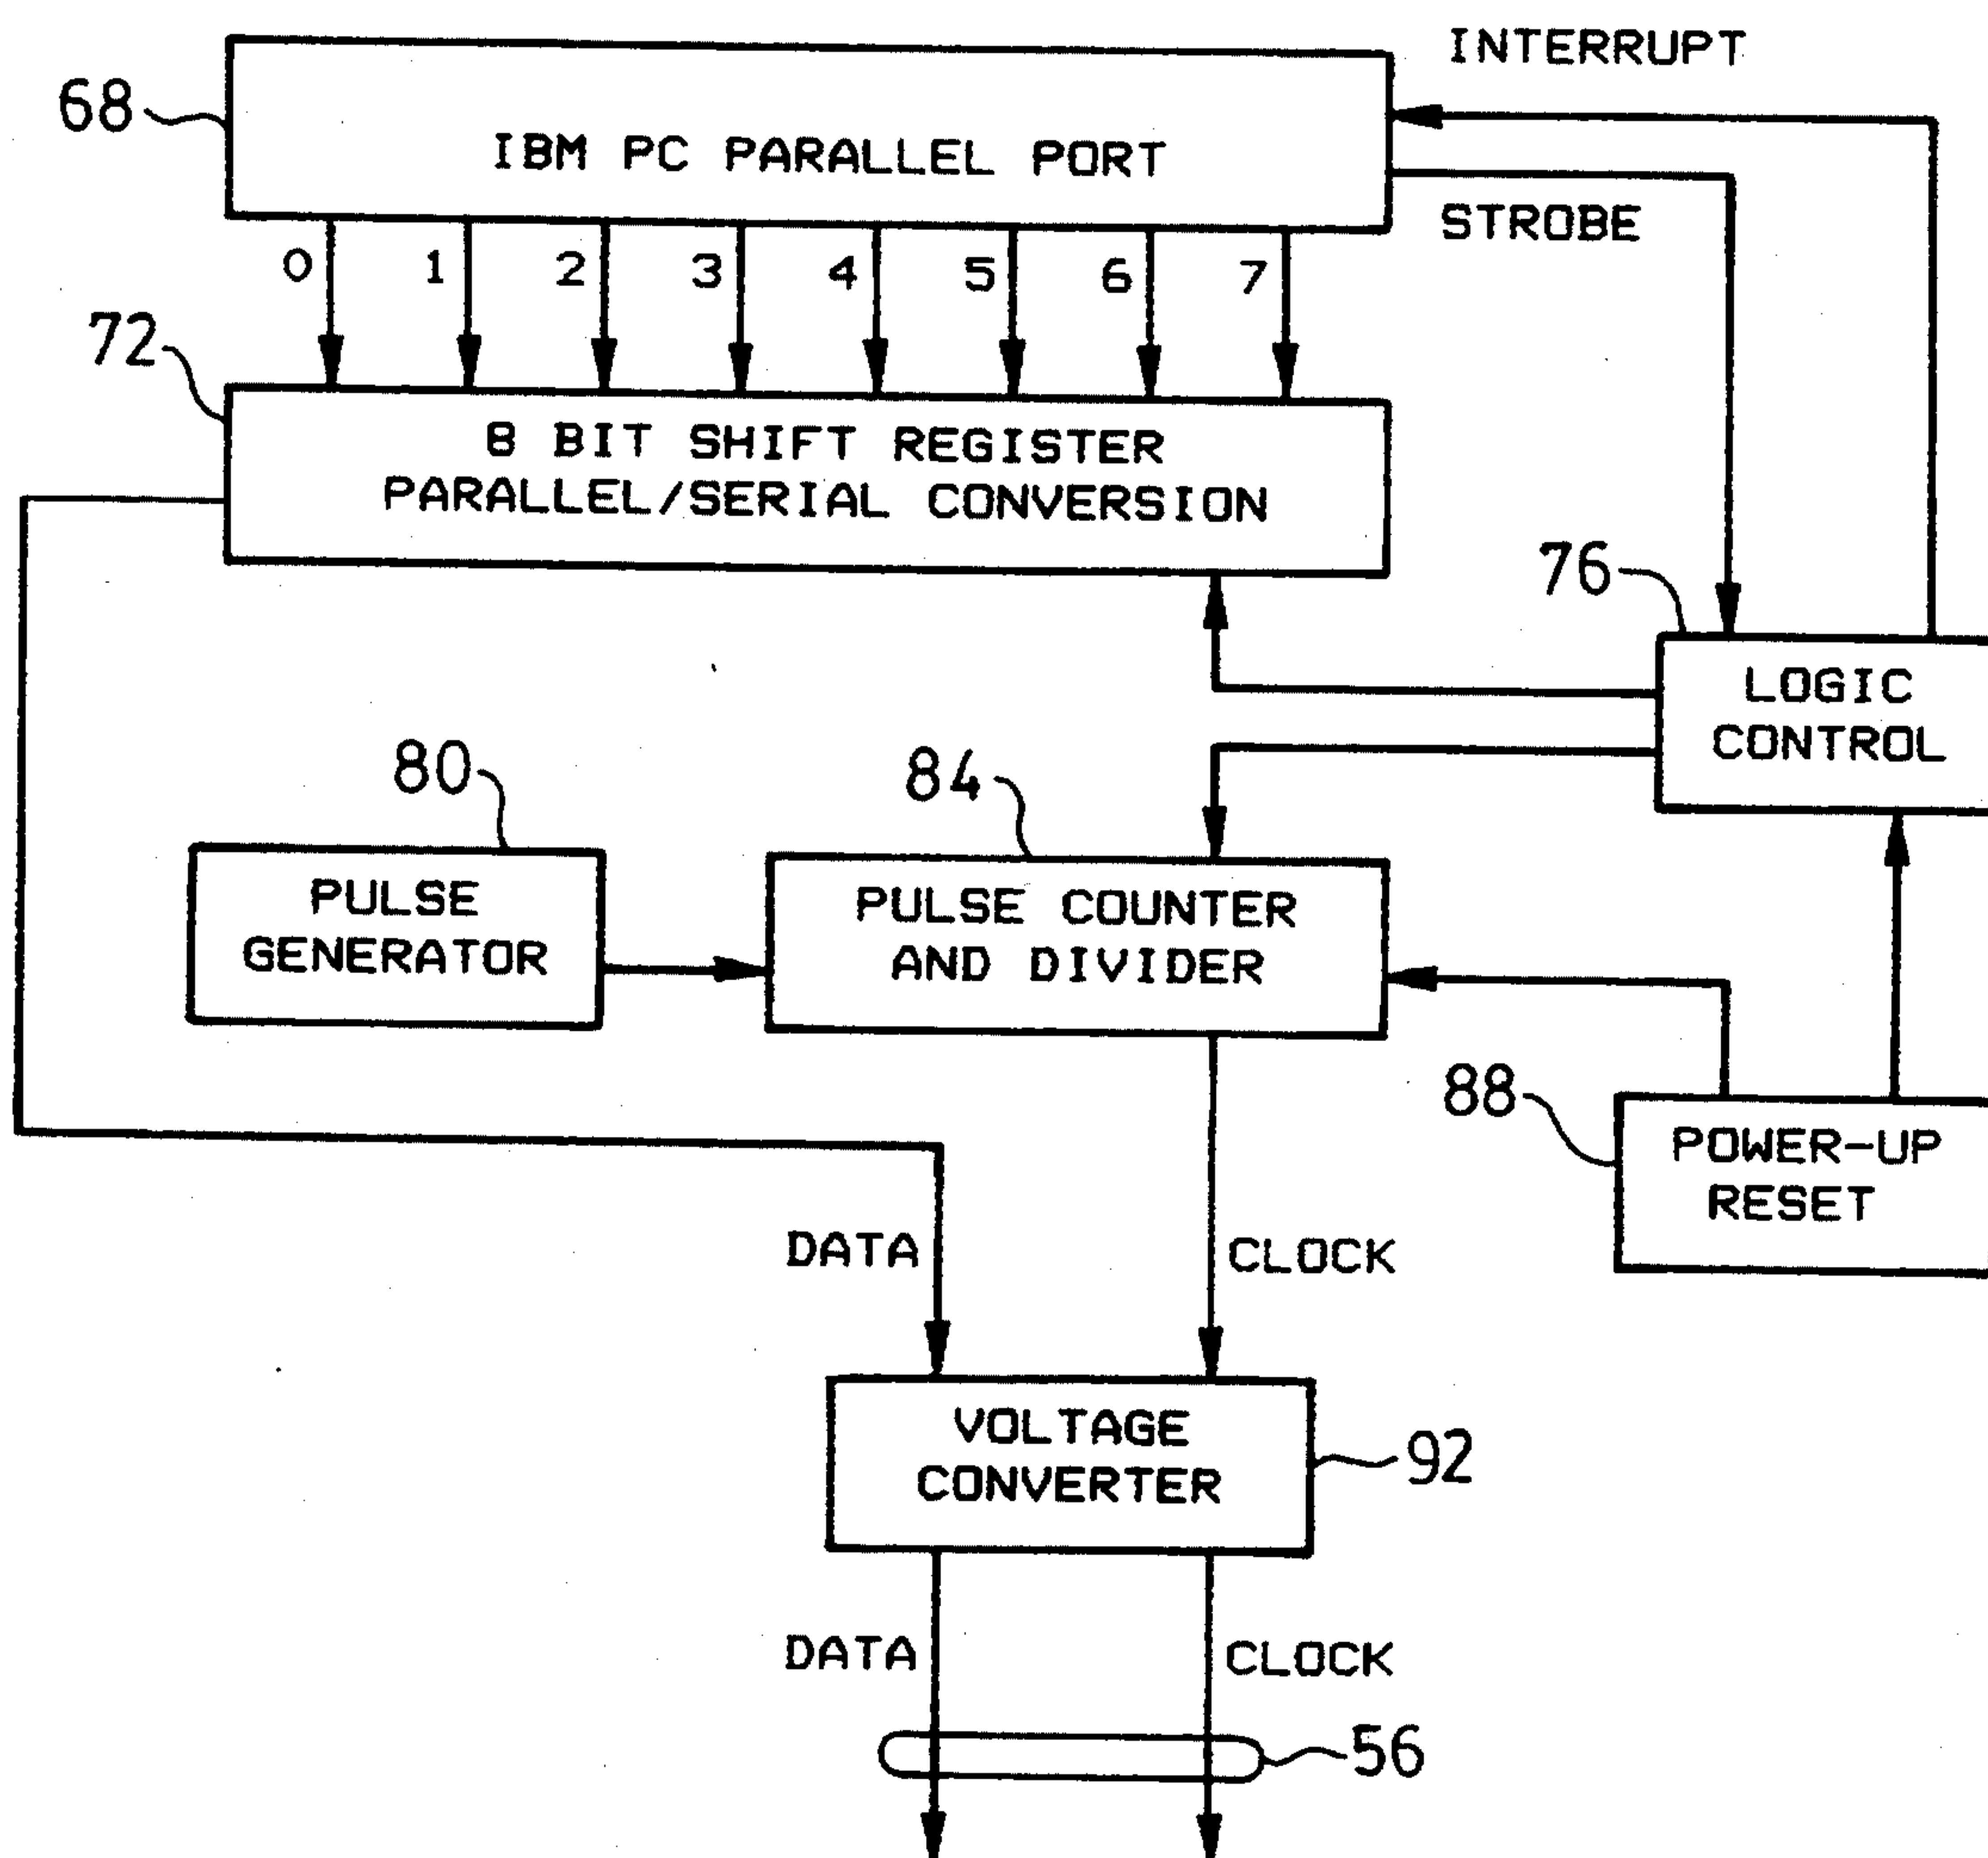 INTERRUPT
68
IBM PC PARALLEL PORT
STROBE
0 1 2 3 4 5 6 7
72
8 BIT SHIFT REGISTER
PARALLEL/SERIAL CONVERSION
76
LOGIC
CONTROL
80
84
PULSE
GENERATOR
PULSE COUNTER
AND DIVIDER
88
POWER-UP
RESET
DATA
CLOCK
VOLTAGE
CONVERTER
92
DATA
CLOCK
56